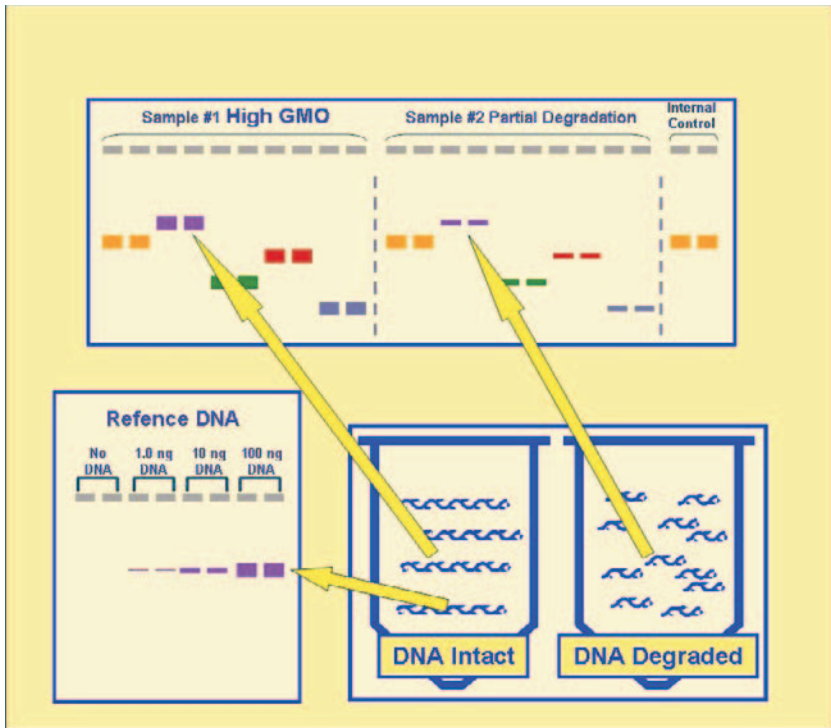 Sample #1 High GMO
Sample #2 Partial Degradation
Internal
Control
Refence DNA
No
DNA
1.0 ng
DNA
10 ng
DNA
100 ng
DNA
DNA Intact
DNA Degraded